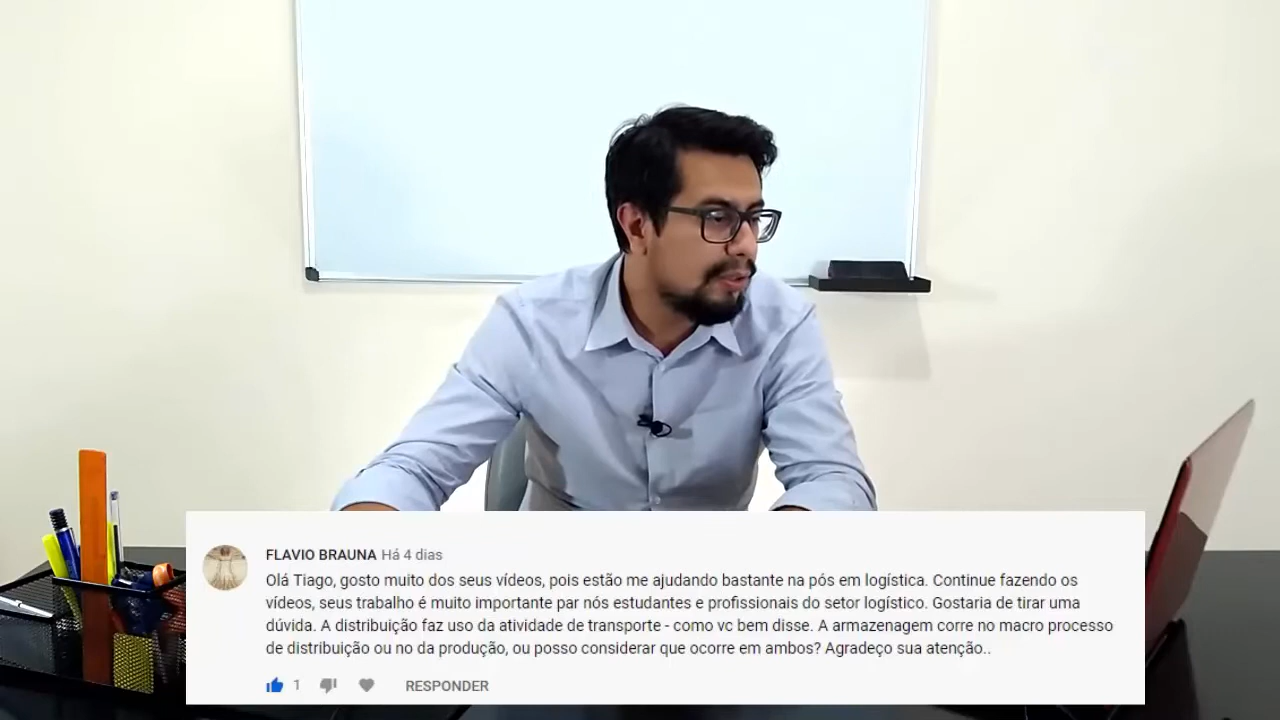 FLAVIO BRAUNA Há 4 dias
Olá Tiago, gosto muito dos seus vídeos, pois estão me ajudando bastante na pós em logística. Continue fazendo os
vídeos, seus trabalho é muito importante par nós estudantes e profissionais do setor logístico. Gostaria de tirar uma
dúvida. A distribuição faz uso da atividade de transporte - como vc bem disse. A armazenagem corre no macro processo
de distribuição ou no da produção, ou posso considerar que ocorre em ambos? Agradeço sua atenção..
1 RESPONDER